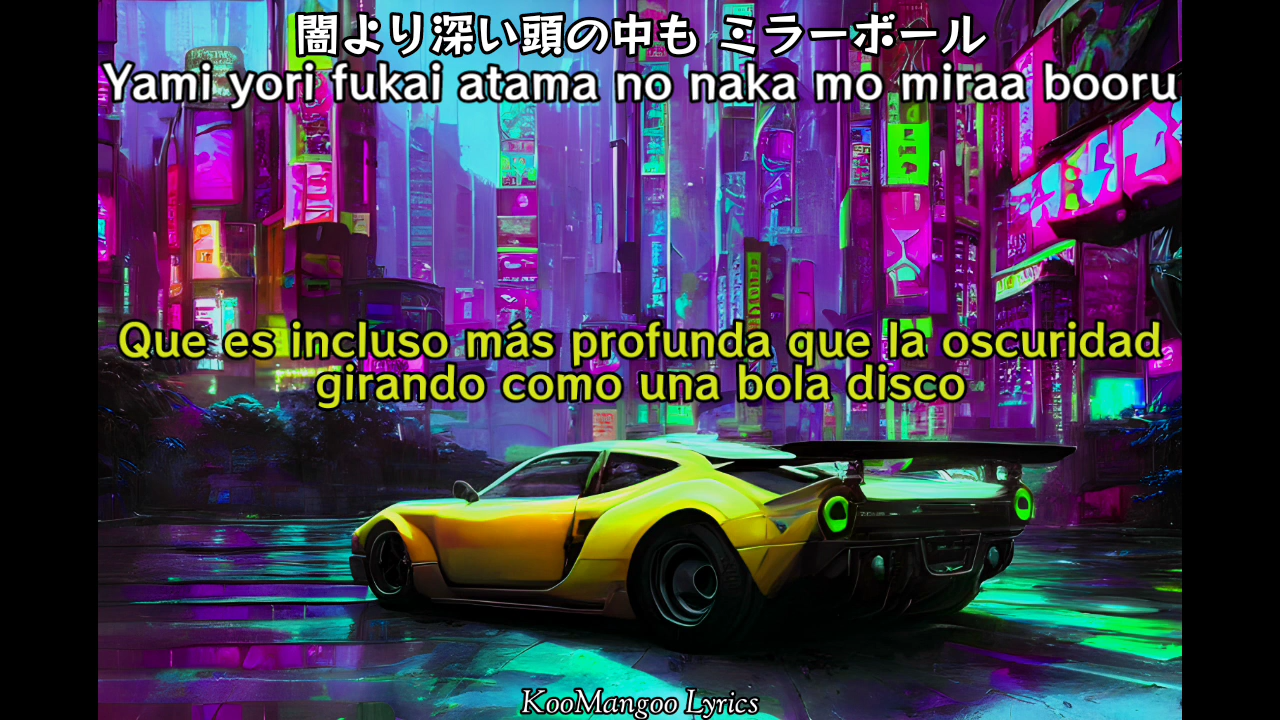 闇より深い頭の中も ミラーボール
Yami yori fukai atama no naka mo miraa booru
Que es incluso más profunda que la oscuridad
girando como una bola disco
KooMangoo Lyrics